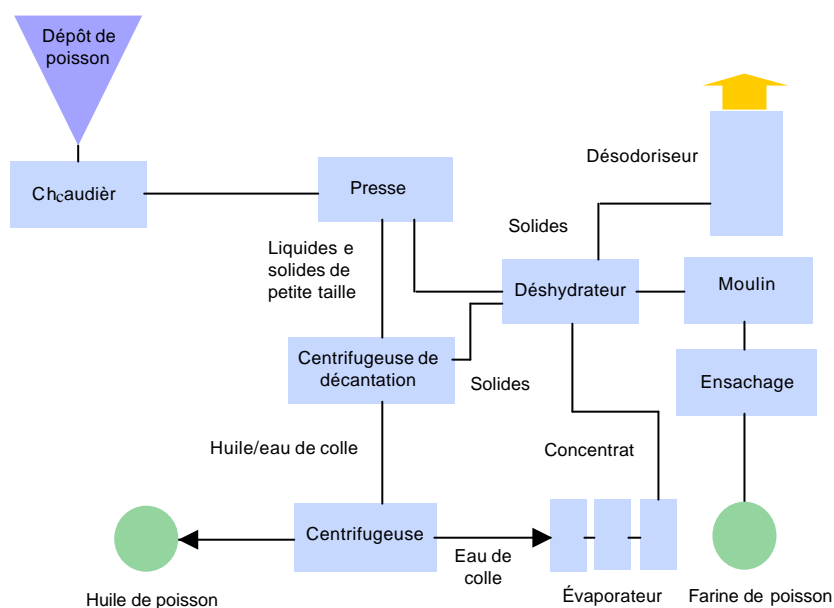 Dépôt de
poisson
Chcaudièr
Presse
Désodoriseur
Liquides e
solides de
petite taille
Solides
Déshydrateur
Moulin
Centrifugeuse de
décantation
Solides
Ensachage
Huile/eau de colle
Concentrat
Centrifugeuse
Eau de
colle
Huile de poisson
Évaporateur
Farine de poisson